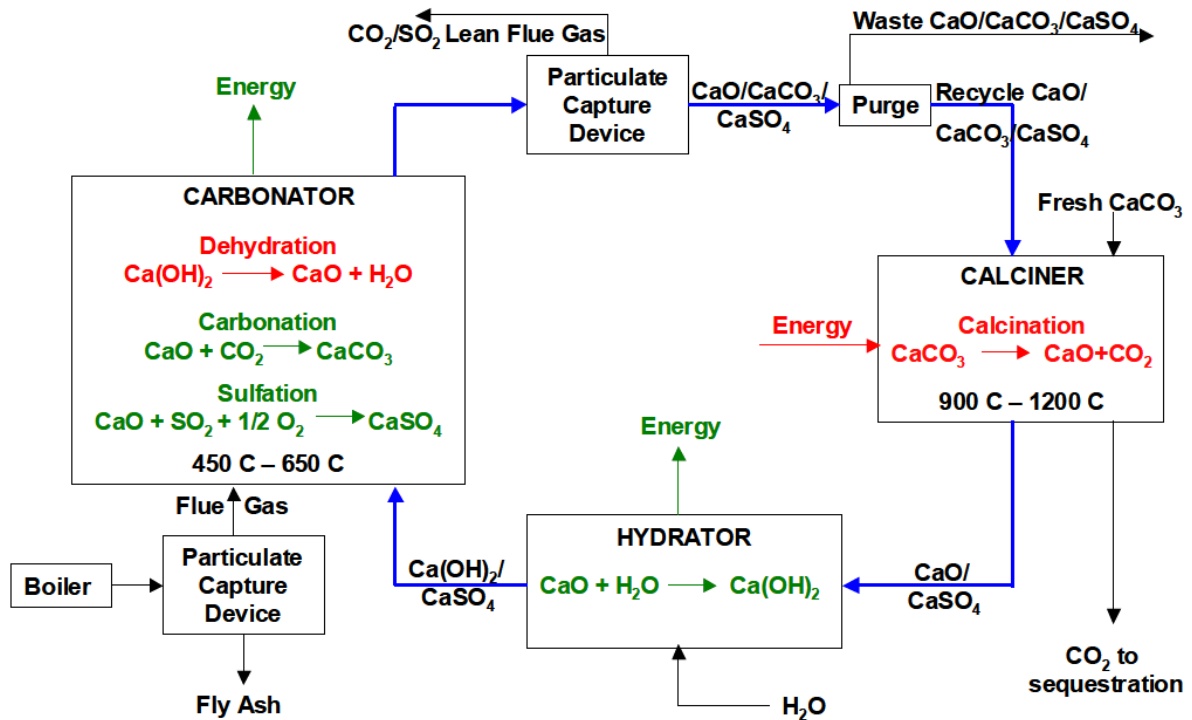 CO₂/SO₂ Lean Flue Gas
Waste CaO/CaCO₃/CaSO₄
Energy
Particulate
Capture
Device
CaO/CaCO₃/
CaSO₄
Purge
Recycle CaO/
CaCO₃/CaSO₄
CARBONATOR
Dehydration
Ca(OH)₂ → CaO + H₂O
Carbonation
CaO + CO₂ → CaCO₃
Sulfation
CaO + SO₂ + 1/2 O₂ → CaSO₄
450 C – 650 C
Fresh CaCO₃
CALCINER
Energy
Calcination
CaCO₃ → CaO+CO₂
900 C – 1200 C
Flue Gas
Boiler
Particulate
Capture
Device
Fly Ash
Ca(OH)₂/
CaSO₄
Energy
HYDRATOR
CaO + H₂O → Ca(OH)₂
H₂O
CaO/
CaSO₄
CO₂ to
sequestration